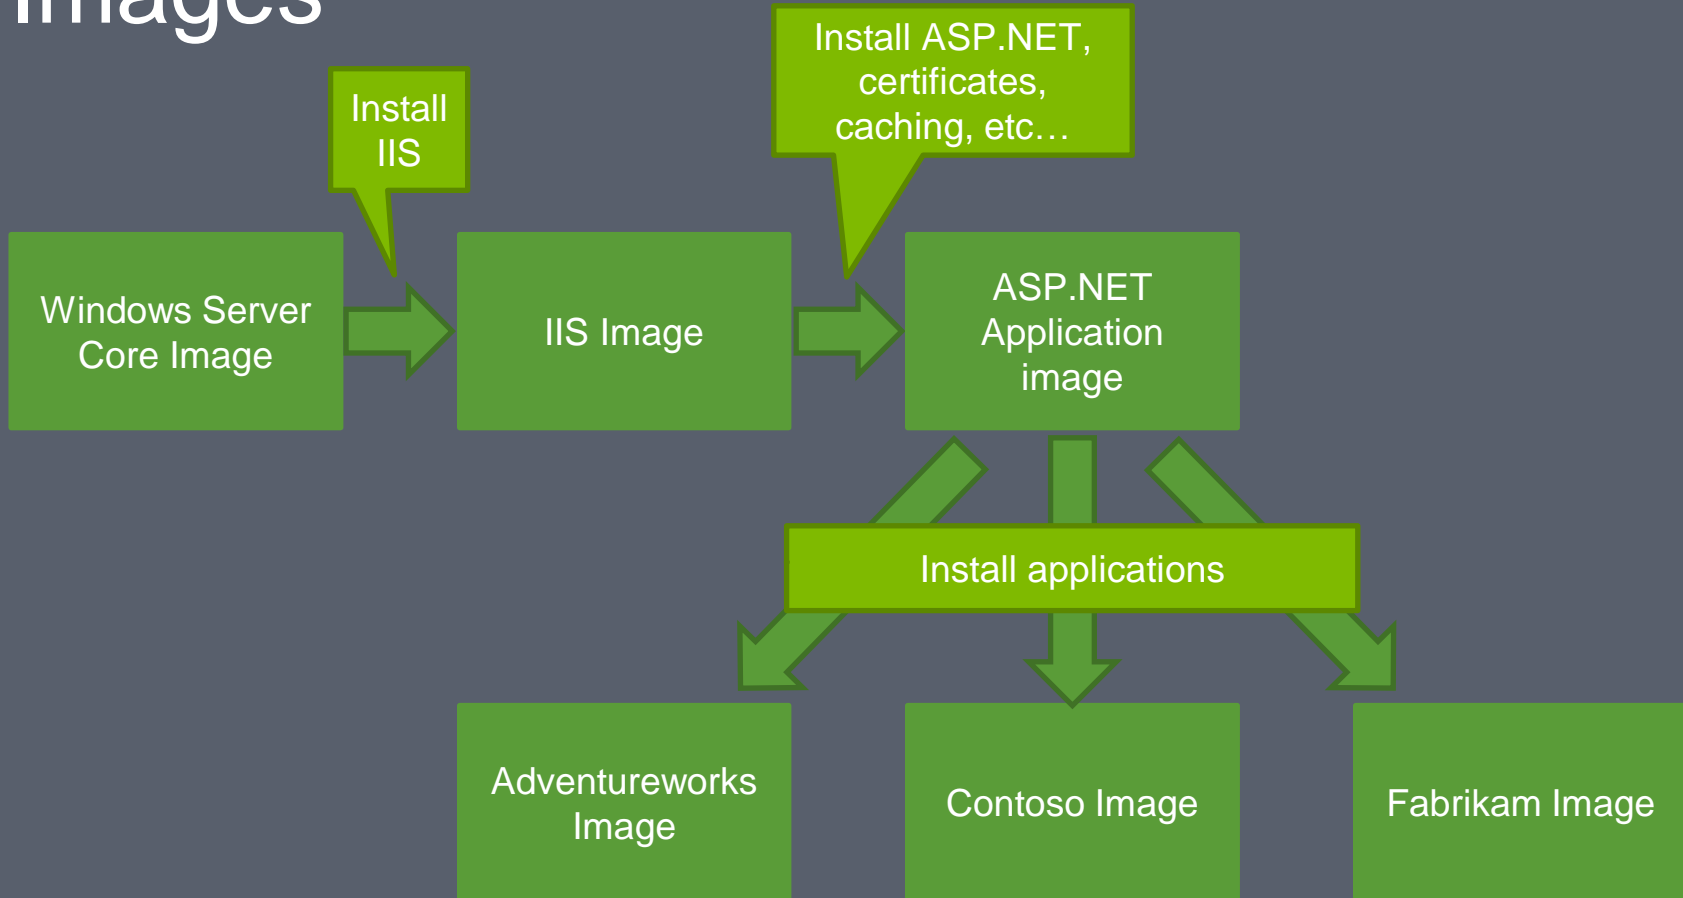 Images
Install ASP.NET,
certificates,
caching, etc…
Install
IIS
Windows Server
Core Image
IIS Image
ASP.NET
Application
image
Install applications
Adventureworks
Image
Contoso Image
Fabrikam Image